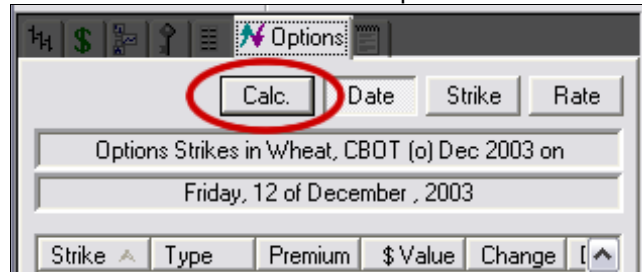 Options
Calc. Date Strike Rate
Options Strikes in Wheat, CBOT (o) Dec 2003 on
Friday, 12 of December , 2003
Strike Type Premium $ Value Change